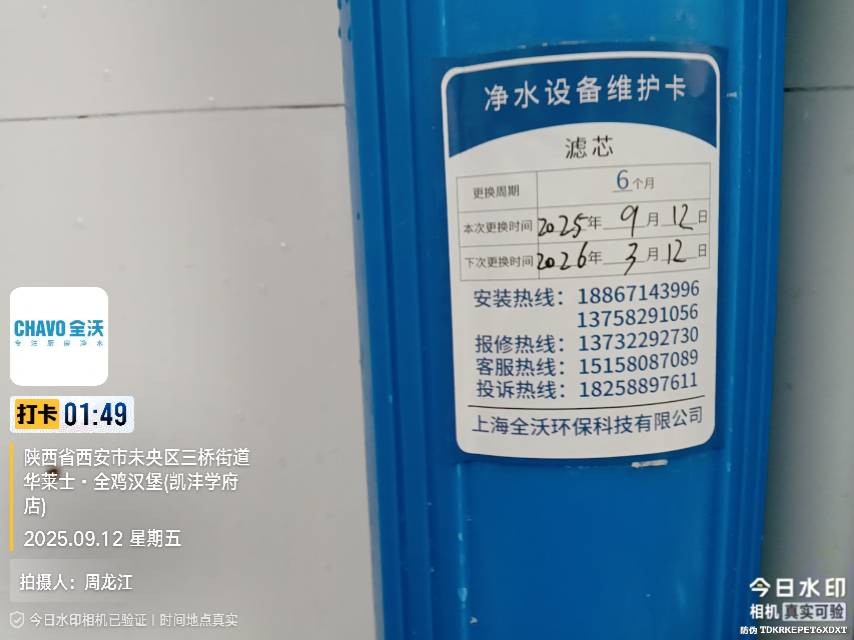 净水设备维护卡
滤芯
更换周期 6个月
本次更换时间 2025年 9月 12日
下次更换时间 2026年 3月 12日
安装热线：18867143996
13758291056
报修热线：13732292730
客服热线：15158087089
投诉热线：18258897611
上海全沃环保科技有限公司
CHAVO 全沃
专注厨房净水
打卡 01:49
陕西省西安市未央区三桥街道
华莱士·全鸡汉堡(凯沣学府
店)
2025.09.12 星期五
拍摄人：周龙江
今日水印相机已验证 | 时间地点真实
今日水印
相机 真实可验
防伪 TDKRKEPET6XDXT